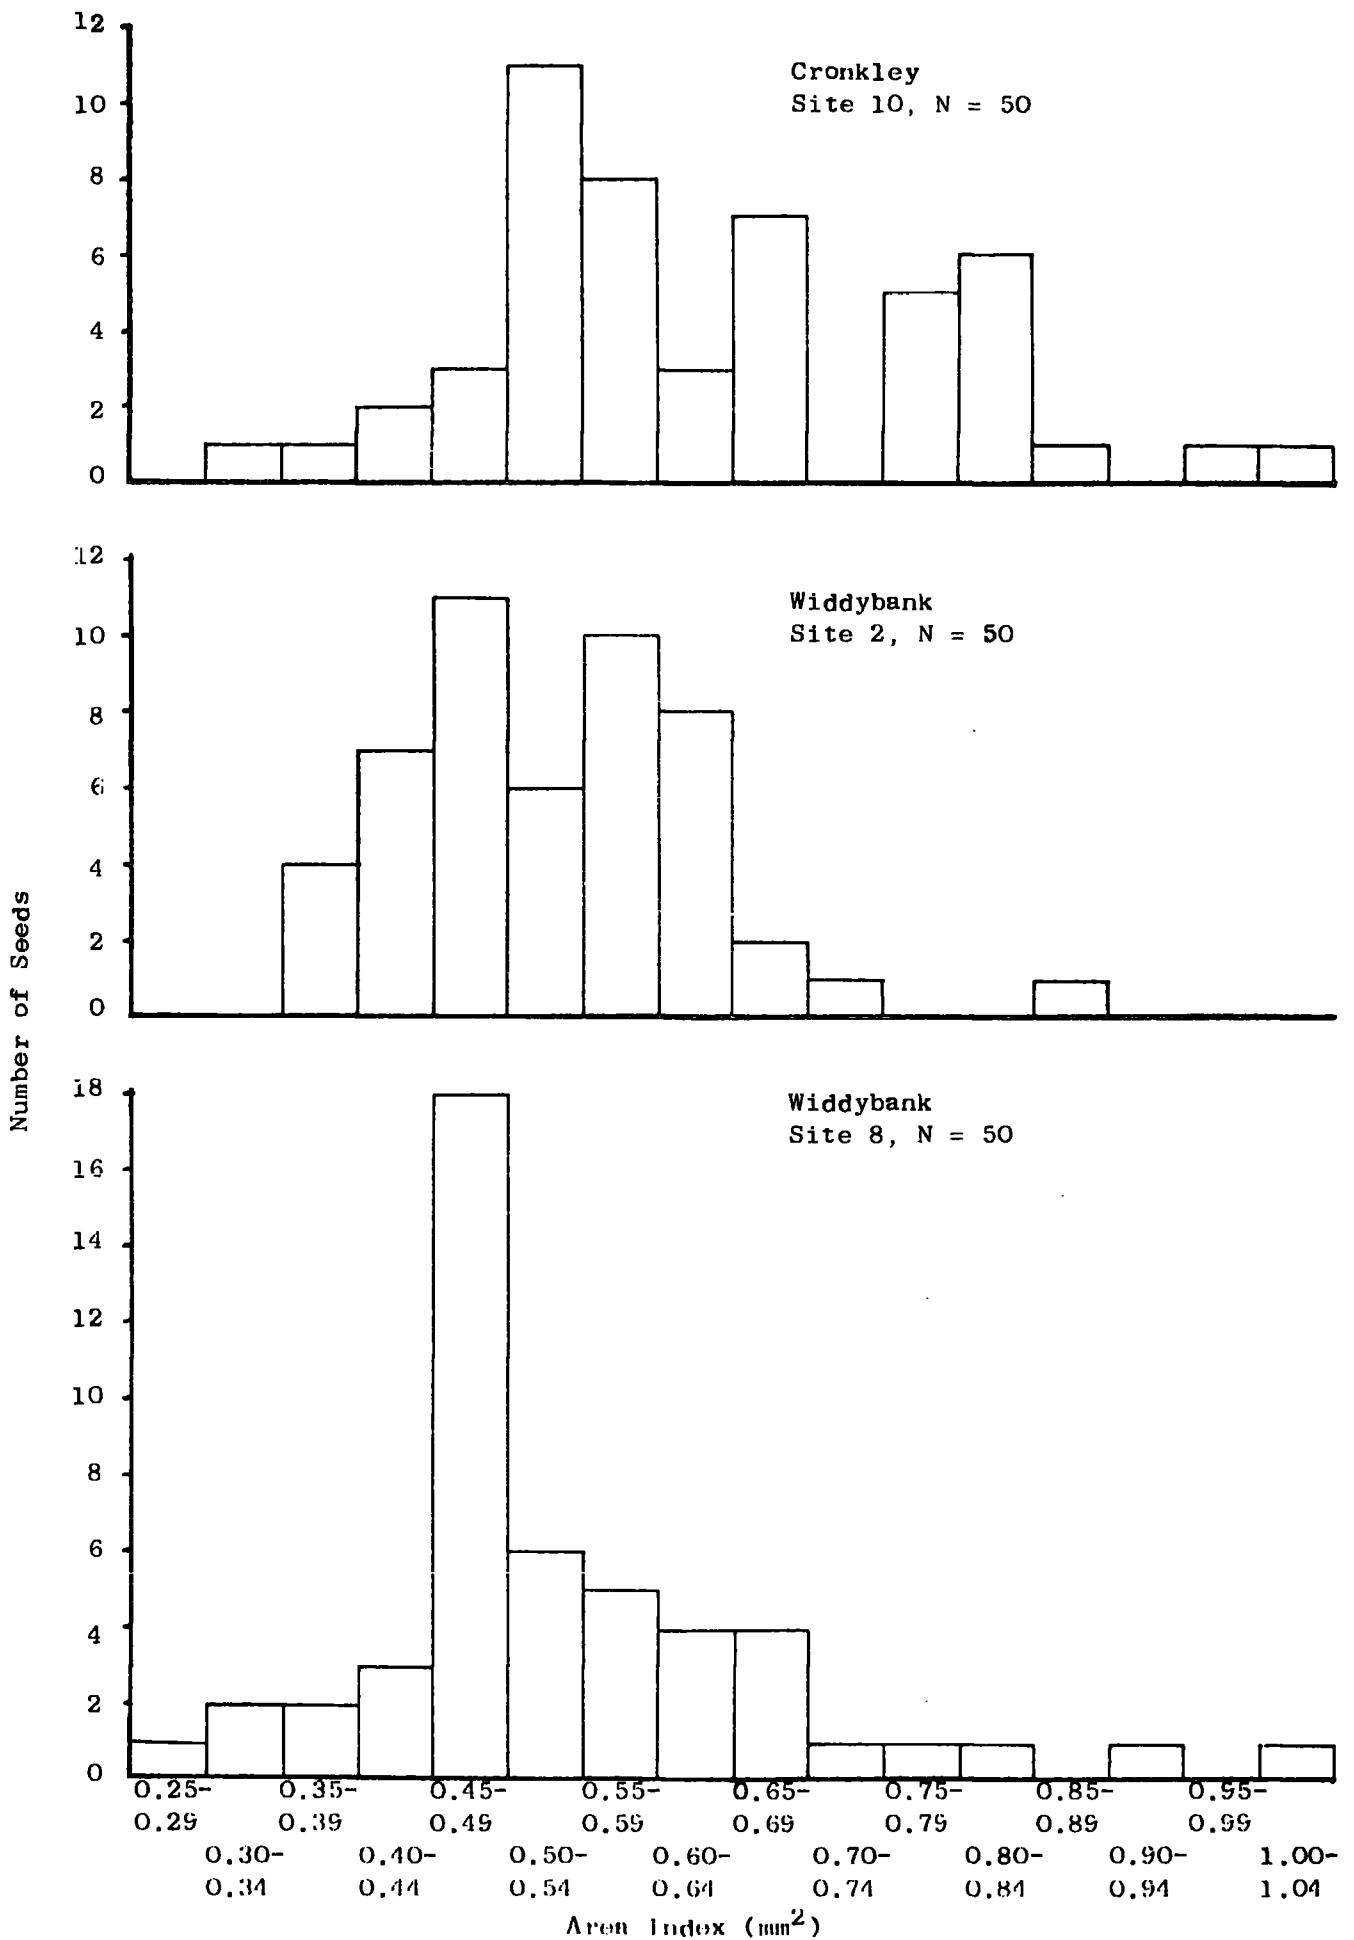 12
10
8
6
4
2
0
Cronkley
Site 10, N = 50
12
10
8
6
4
2
0
Widdybank
Site 2, N = 50
Number of Seeds
18
16
14
12
10
8
6
4
2
0
Widdybank
Site 8, N = 50
0.25- 0.35- 0.45- 0.55- 0.65- 0.75- 0.85- 0.95-
0.29 0.39 0.49 0.59 0.69 0.79 0.89 0.99
0.30- 0.40- 0.50- 0.60- 0.70- 0.80- 0.90- 1.00-
0.34 0.44 0.54 0.64 0.74 0.84 0.94 1.04
Area Index (mm²)